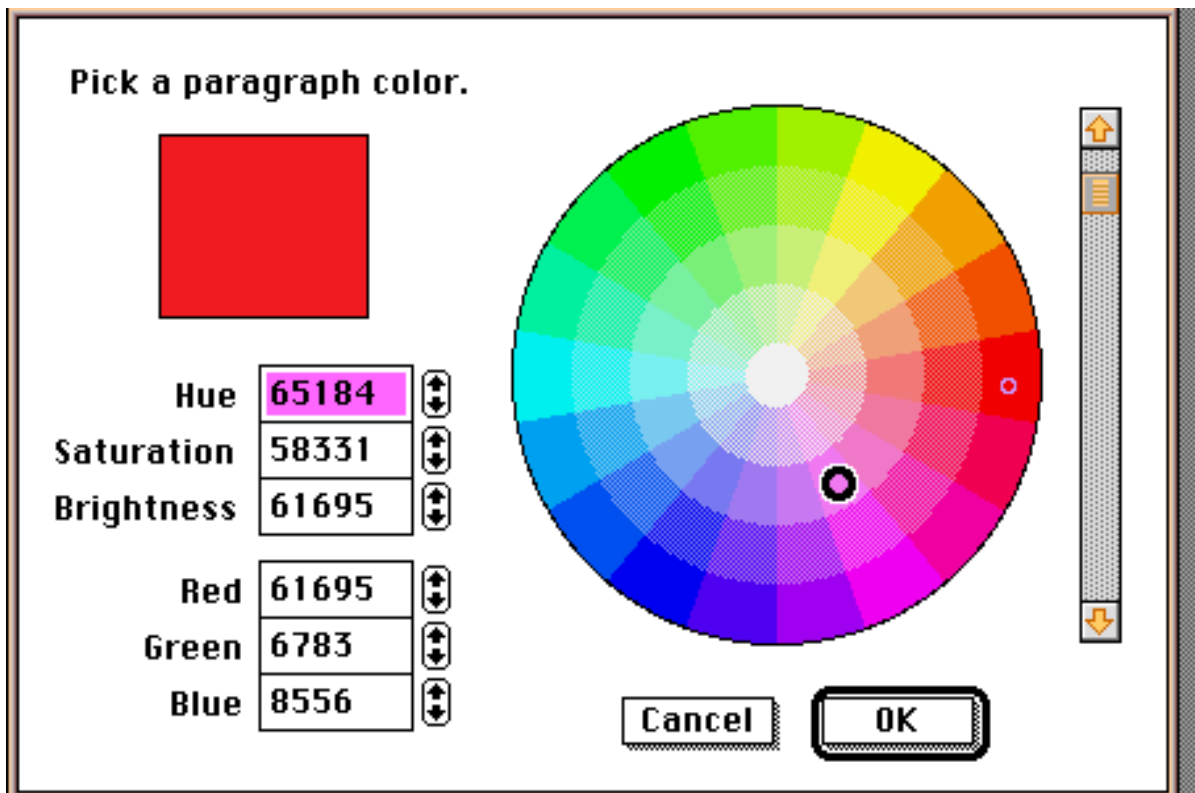 Pick a paragraph color.
Hue 65184
Saturation 58331
Brightness 61695
Red 61695
Green 6783
Blue 8556
Cancel OK